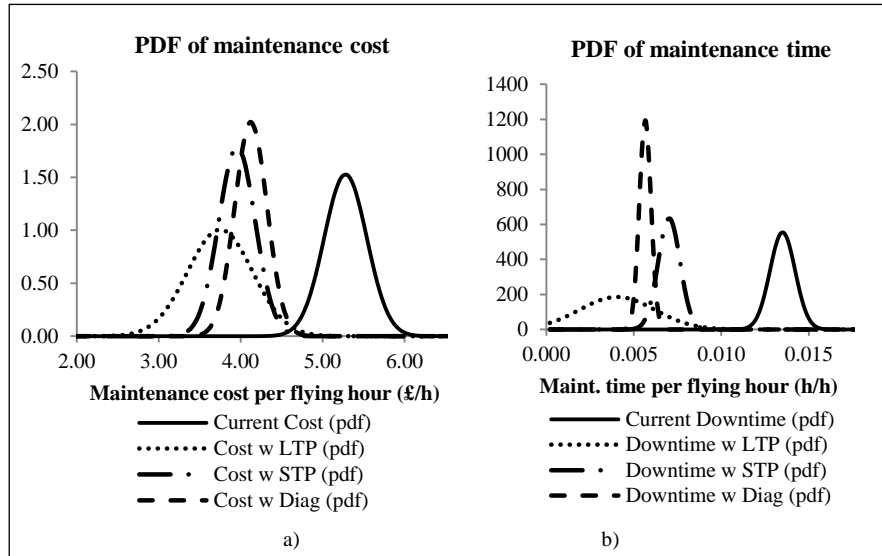 PDF of maintenance cost
2.50
2.00
1.50
1.00
0.50
0.00
2.00 3.00 4.00 5.00 6.00
Maintenance cost per flying hour (£/h)
Current Cost (pdf)
Cost w LTP (pdf)
Cost w STP (pdf)
Cost w Diag (pdf)
a)
PDF of maintenance time
1400
1200
1000
800
600
400
200
0
0.000 0.005 0.010 0.015
Maint. time per flying hour (h/h)
Current Downtime (pdf)
Downtime w LTP (pdf)
Downtime w STP (pdf)
Downtime w Diag (pdf)
b)